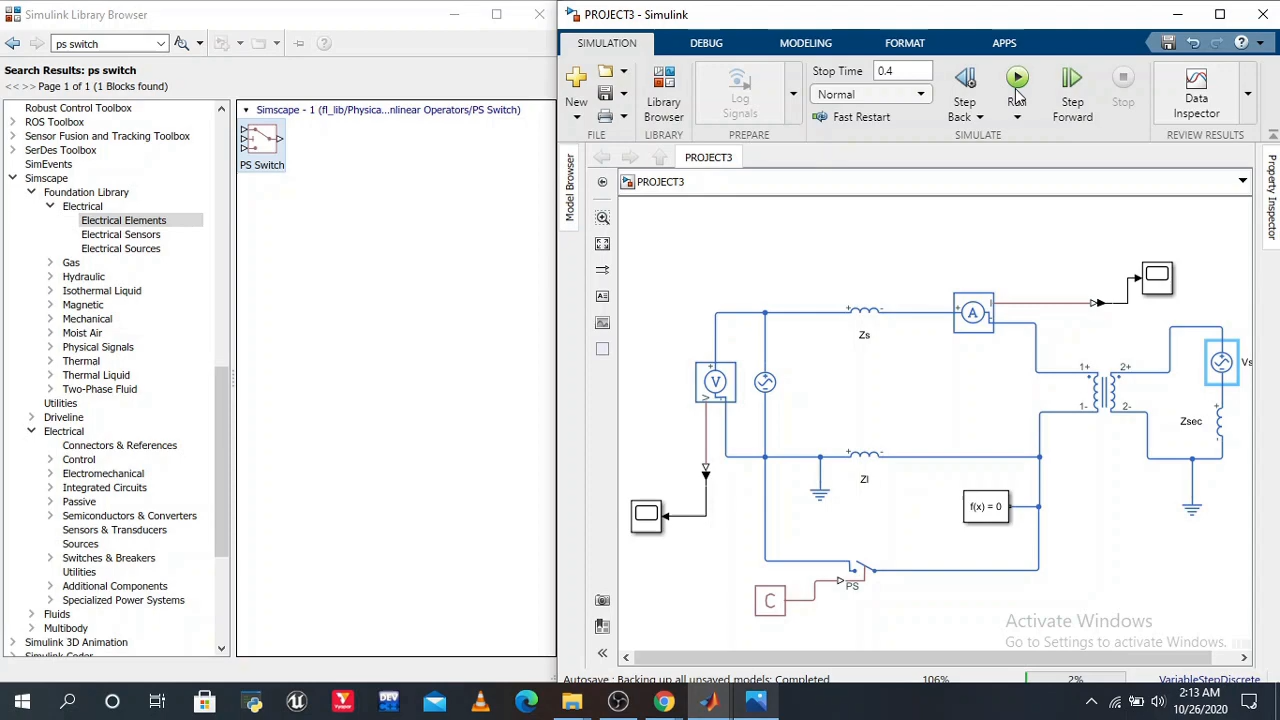 Simulink Library Browser
ps switch
Search Results: ps switch
< > Page 1 of 1 (1 Blocks found)
Robust Control Toolbox
ROS Toolbox
Sensor Fusion and Tracking Toolbox
SerDes Toolbox
SimEvents
Simscape
Foundation Library
Electrical
Electrical Elements
Electrical Sensors
Electrical Sources
Gas
Hydraulic
Isothermal Liquid
Magnetic
Mechanical
Moist Air
Physical Signals
Thermal
Thermal Liquid
Two-Phase Fluid
Utilities
Driveline
Electrical
Connectors & References
Control
Electromechanical
Integrated Circuits
Passive
Semiconductors & Converters
Sensors & Transducers
Sources
Switches & Breakers
Utilities
Additional Components
Specialized Power Systems
Fluids
Multibody
Simulink 3D Animation
Simulink Coder
Simscape - 1 (fl_lib/Physica...nlinear Operators/PS Switch)
PS Switch
PROJECT3 - Simulink
SIMULATION
DEBUG
MODELING
FORMAT
APPS
New
FILE
Library
Browser
LIBRARY
Log
Signals
PREPARE
Stop Time 0.4
Normal
Fast Restart
Step
Back
Run
Step
Forward
Stop
SIMULATE
Data
Inspector
REVIEW RESULTS
PROJECT3
PROJECT3
Model Browser
Property Inspector
Zs
A
I
V
V
1+
2+
1-
2-
Vs
Zsec
Zl
f(x) = 0
PS
C
Activate Windows
Go to Settings to activate Windows.
Autosave : Backing up all unsaved models: Completed
106%
2%
VariableStepDiscrete
DEV
2:13 AM
10/26/2020